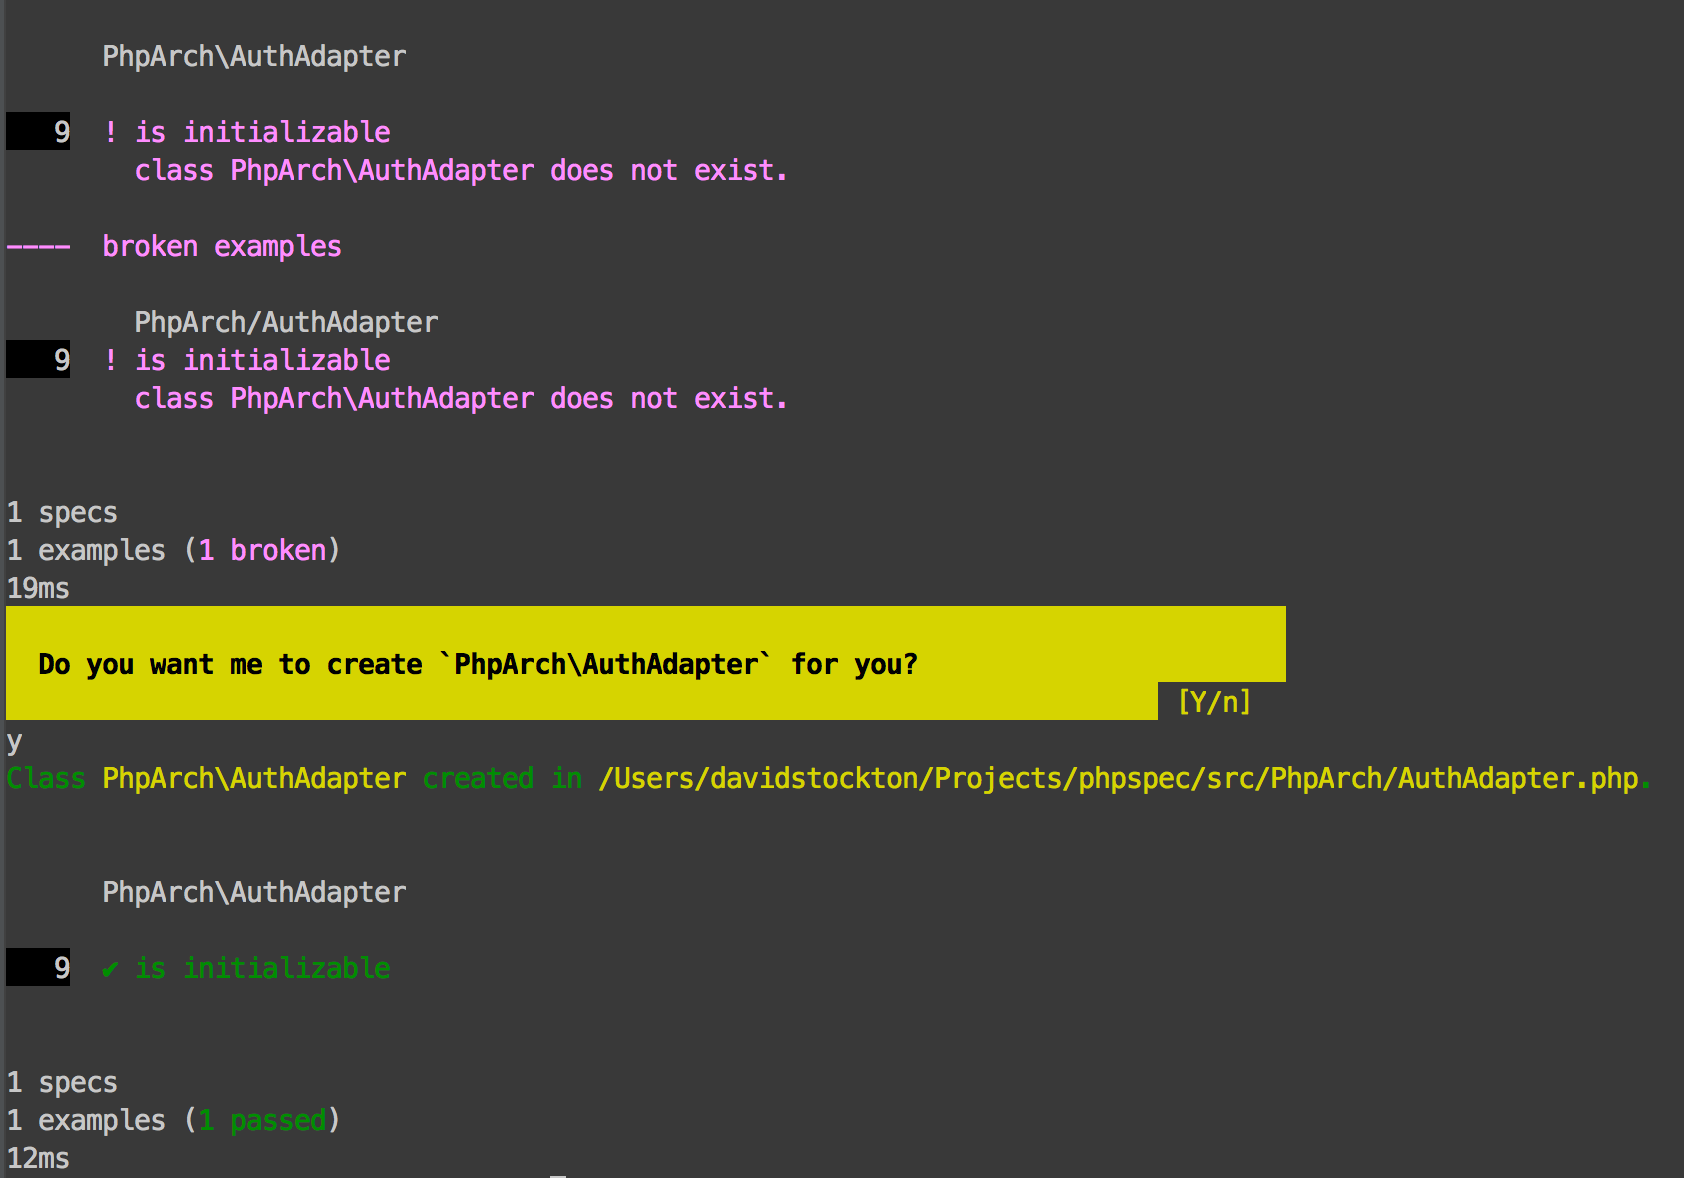 PhpArch\AuthAdapter
9 ! is initializable
class PhpArch\AuthAdapter does not exist.
---- broken examples
PhpArch/AuthAdapter
9 ! is initializable
class PhpArch\AuthAdapter does not exist.
1 specs
1 examples (1 broken)
19ms
Do you want me to create `PhpArch\AuthAdapter` for you?
[Y/n]
y
Class PhpArch\AuthAdapter created in /Users/davidstockton/Projects/phpspec/src/PhpArch/AuthAdapter.php.
PhpArch\AuthAdapter
9 ✔ is initializable
1 specs
1 examples (1 passed)
12ms